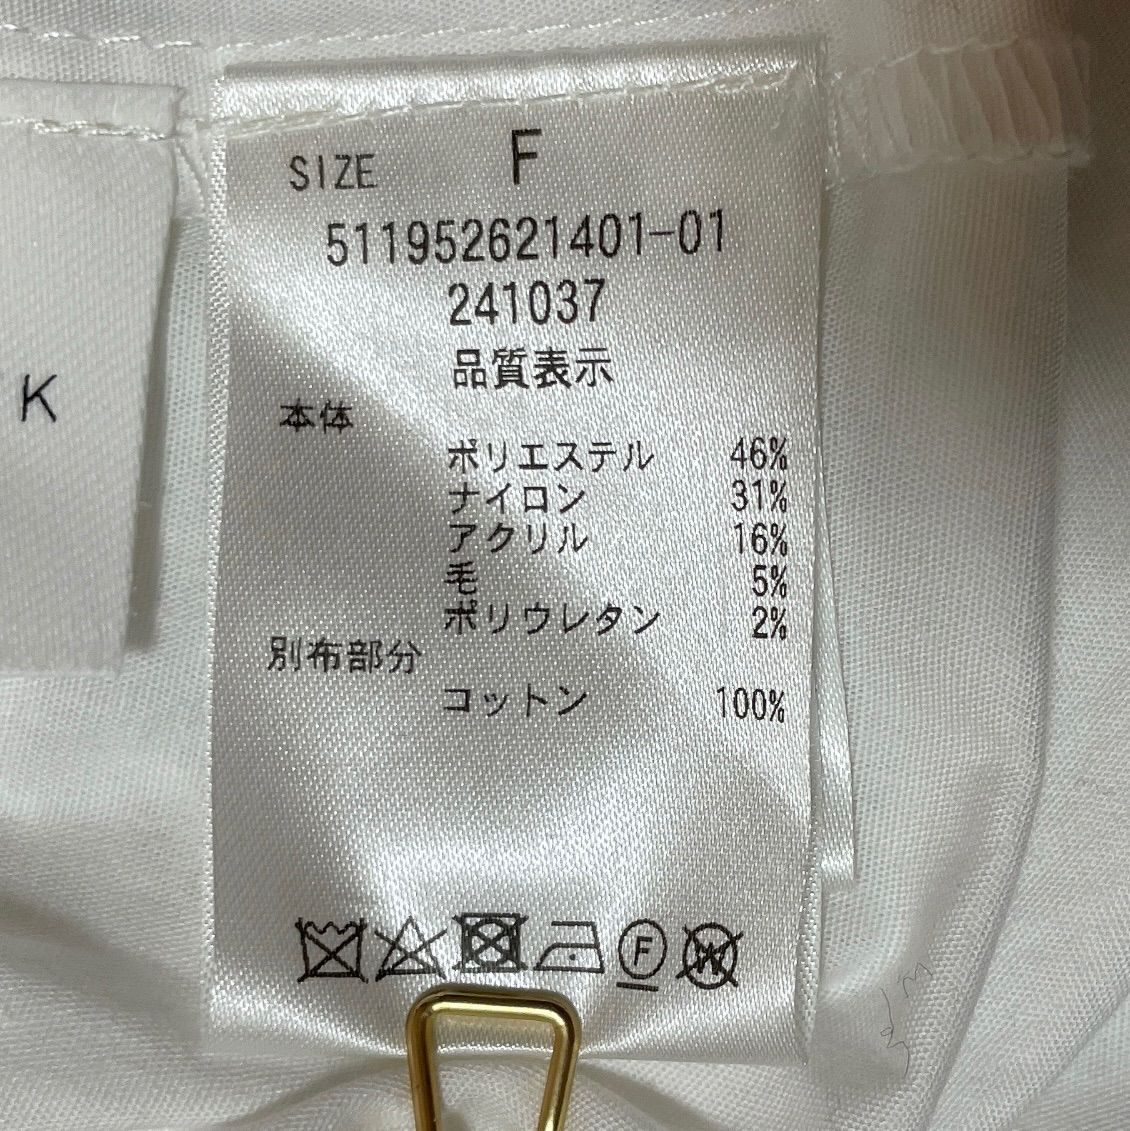 SIZE F
511952621401-01
241037
品質表示
本体
ポリエステル 46%
ナイロン 31%
アクリル 16%
毛 5%
ポリウレタン 2%
別布部分
コットン 100%
F W
K